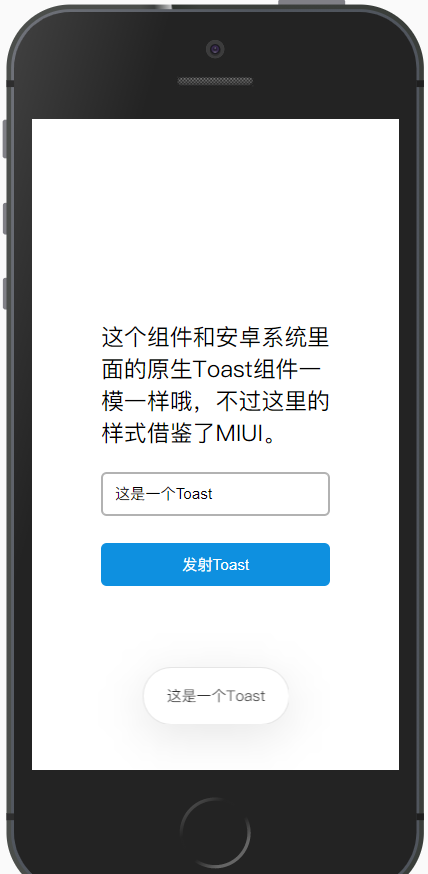 这个组件和安卓系统里
面的原生Toast组件一
模一样哦，不过这里的
样式借鉴了MIUI。
这是一个Toast
发射Toast
这是一个Toast